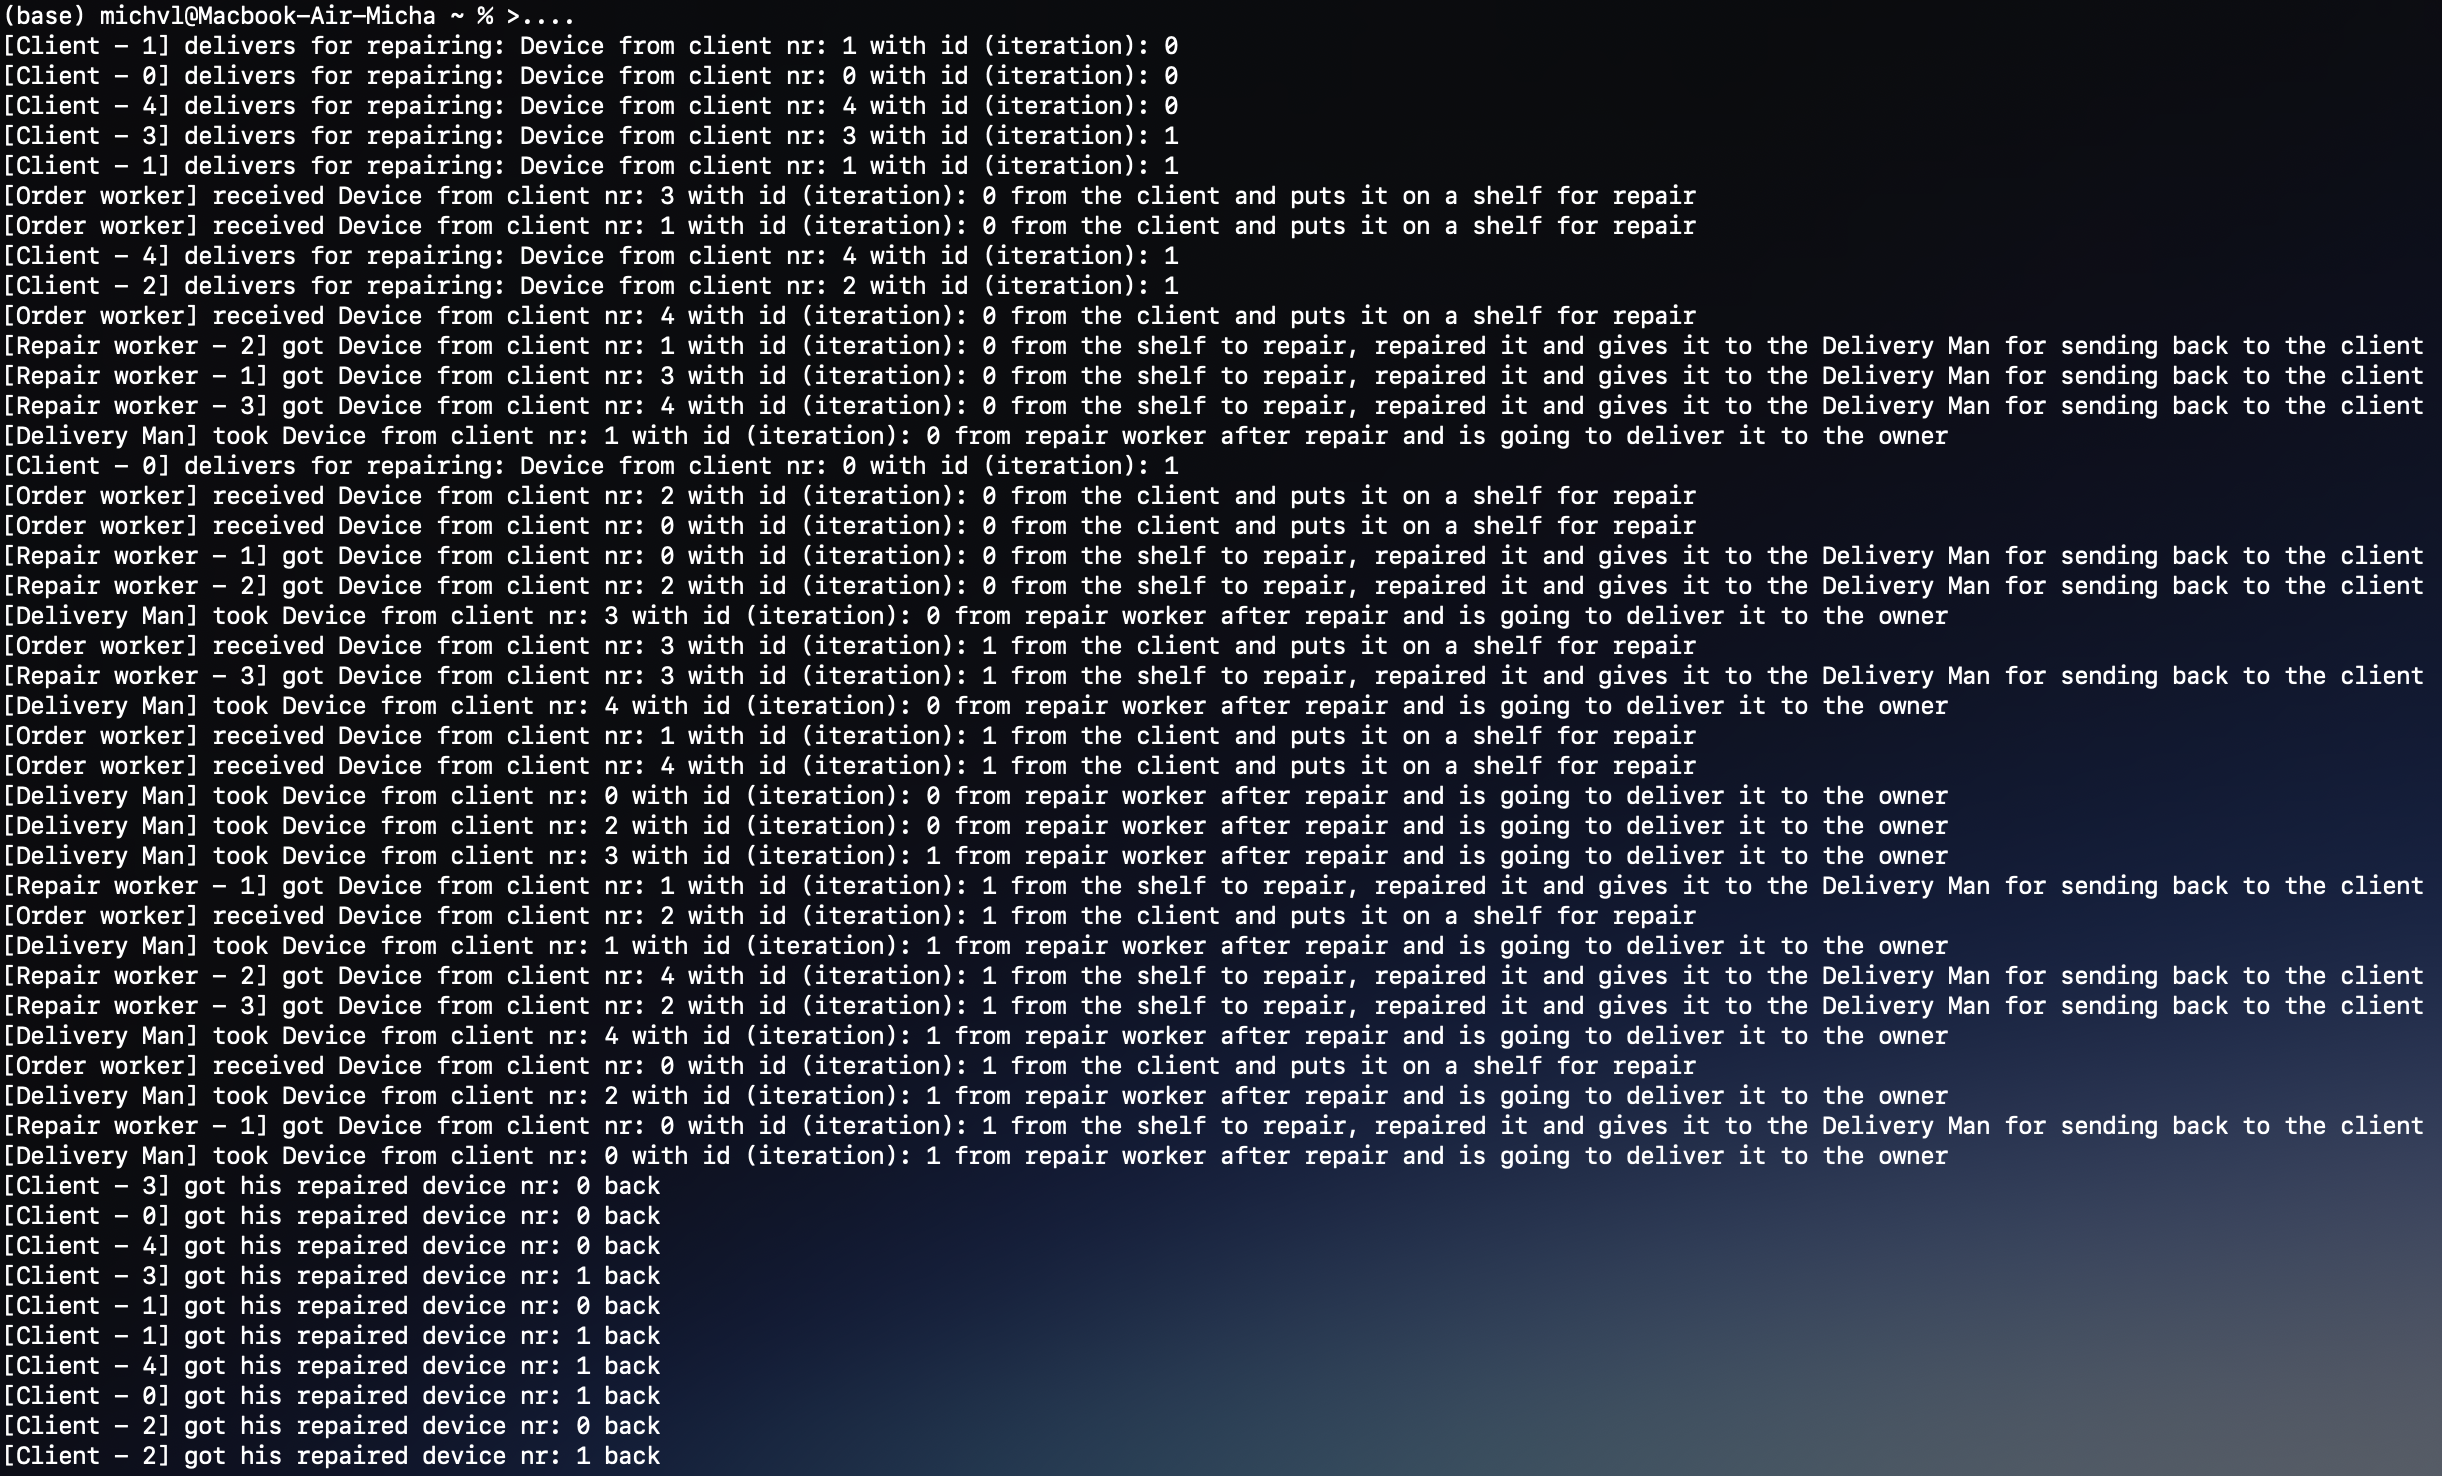 (base) michvl@Macbook-Air-Micha ~ % >....
[Client - 1] delivers for repairing: Device from client nr: 1 with id (iteration): 0
[Client - 0] delivers for repairing: Device from client nr: 0 with id (iteration): 0
[Client - 4] delivers for repairing: Device from client nr: 4 with id (iteration): 0
[Client - 3] delivers for repairing: Device from client nr: 3 with id (iteration): 1
[Client - 1] delivers for repairing: Device from client nr: 1 with id (iteration): 1
[Order worker] received Device from client nr: 3 with id (iteration): 0 from the client and puts it on a shelf for repair
[Order worker] received Device from client nr: 1 with id (iteration): 0 from the client and puts it on a shelf for repair
[Client - 4] delivers for repairing: Device from client nr: 4 with id (iteration): 1
[Client - 2] delivers for repairing: Device from client nr: 2 with id (iteration): 1
[Order worker] received Device from client nr: 4 with id (iteration): 0 from the client and puts it on a shelf for repair
[Repair worker - 2] got Device from client nr: 1 with id (iteration): 0 from the shelf to repair, repaired it and gives it to the Delivery Man for sending back to the client
[Repair worker - 1] got Device from client nr: 3 with id (iteration): 0 from the shelf to repair, repaired it and gives it to the Delivery Man for sending back to the client
[Repair worker - 3] got Device from client nr: 4 with id (iteration): 0 from the shelf to repair, repaired it and gives it to the Delivery Man for sending back to the client
[Delivery Man] took Device from client nr: 1 with id (iteration): 0 from repair worker after repair and is going to deliver it to the owner
[Client - 0] delivers for repairing: Device from client nr: 0 with id (iteration): 1
[Order worker] received Device from client nr: 2 with id (iteration): 0 from the client and puts it on a shelf for repair
[Order worker] received Device from client nr: 0 with id (iteration): 0 from the client and puts it on a shelf for repair
[Repair worker - 1] got Device from client nr: 0 with id (iteration): 0 from the shelf to repair, repaired it and gives it to the Delivery Man for sending back to the client
[Repair worker - 2] got Device from client nr: 2 with id (iteration): 0 from the shelf to repair, repaired it and gives it to the Delivery Man for sending back to the client
[Delivery Man] took Device from client nr: 3 with id (iteration): 0 from repair worker after repair and is going to deliver it to the owner
[Order worker] received Device from client nr: 3 with id (iteration): 1 from the client and puts it on a shelf for repair
[Repair worker - 3] got Device from client nr: 3 with id (iteration): 1 from the shelf to repair, repaired it and gives it to the Delivery Man for sending back to the client
[Delivery Man] took Device from client nr: 4 with id (iteration): 0 from repair worker after repair and is going to deliver it to the owner
[Order worker] received Device from client nr: 1 with id (iteration): 1 from the client and puts it on a shelf for repair
[Order worker] received Device from client nr: 4 with id (iteration): 1 from the client and puts it on a shelf for repair
[Delivery Man] took Device from client nr: 0 with id (iteration): 0 from repair worker after repair and is going to deliver it to the owner
[Delivery Man] took Device from client nr: 2 with id (iteration): 0 from repair worker after repair and is going to deliver it to the owner
[Delivery Man] took Device from client nr: 3 with id (iteration): 1 from repair worker after repair and is going to deliver it to the owner
[Repair worker - 1] got Device from client nr: 1 with id (iteration): 1 from the shelf to repair, repaired it and gives it to the Delivery Man for sending back to the client
[Order worker] received Device from client nr: 2 with id (iteration): 1 from the client and puts it on a shelf for repair
[Delivery Man] took Device from client nr: 1 with id (iteration): 1 from repair worker after repair and is going to deliver it to the owner
[Repair worker - 2] got Device from client nr: 4 with id (iteration): 1 from the shelf to repair, repaired it and gives it to the Delivery Man for sending back to the client
[Repair worker - 3] got Device from client nr: 2 with id (iteration): 1 from the shelf to repair, repaired it and gives it to the Delivery Man for sending back to the client
[Delivery Man] took Device from client nr: 4 with id (iteration): 1 from repair worker after repair and is going to deliver it to the owner
[Order worker] received Device from client nr: 0 with id (iteration): 1 from the client and puts it on a shelf for repair
[Delivery Man] took Device from client nr: 2 with id (iteration): 1 from repair worker after repair and is going to deliver it to the owner
[Repair worker - 1] got Device from client nr: 0 with id (iteration): 1 from the shelf to repair, repaired it and gives it to the Delivery Man for sending back to the client
[Delivery Man] took Device from client nr: 0 with id (iteration): 1 from repair worker after repair and is going to deliver it to the owner
[Client - 3] got his repaired device nr: 0 back
[Client - 0] got his repaired device nr: 0 back
[Client - 4] got his repaired device nr: 0 back
[Client - 3] got his repaired device nr: 1 back
[Client - 1] got his repaired device nr: 0 back
[Client - 1] got his repaired device nr: 1 back
[Client - 4] got his repaired device nr: 1 back
[Client - 0] got his repaired device nr: 1 back
[Client - 2] got his repaired device nr: 0 back
[Client - 2] got his repaired device nr: 1 back